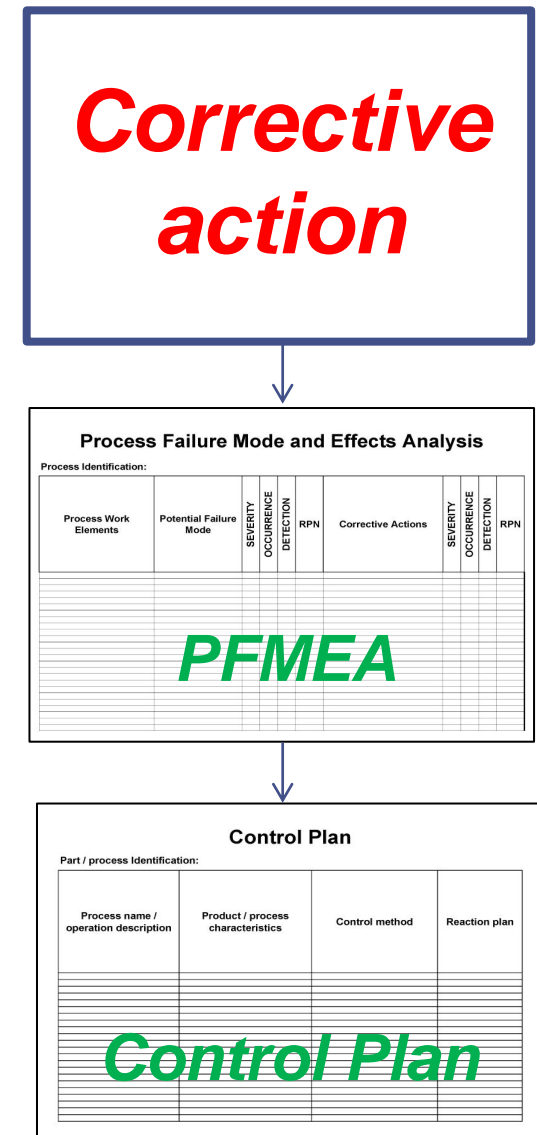 Corrective
action
Process Failure Mode and Effects Analysis
Process Identification:
Process Work
Elements
Potential Failure
Mode
SEVERITY
OCCURRENCE
DETECTION
RPN
Corrective Actions
SEVERITY
OCCURRENCE
DETECTION
RPN
PFMEA
Control Plan
Part / process Identification:
Process name /
operation description
Product / process
characteristics
Control method
Reaction plan
Control Plan